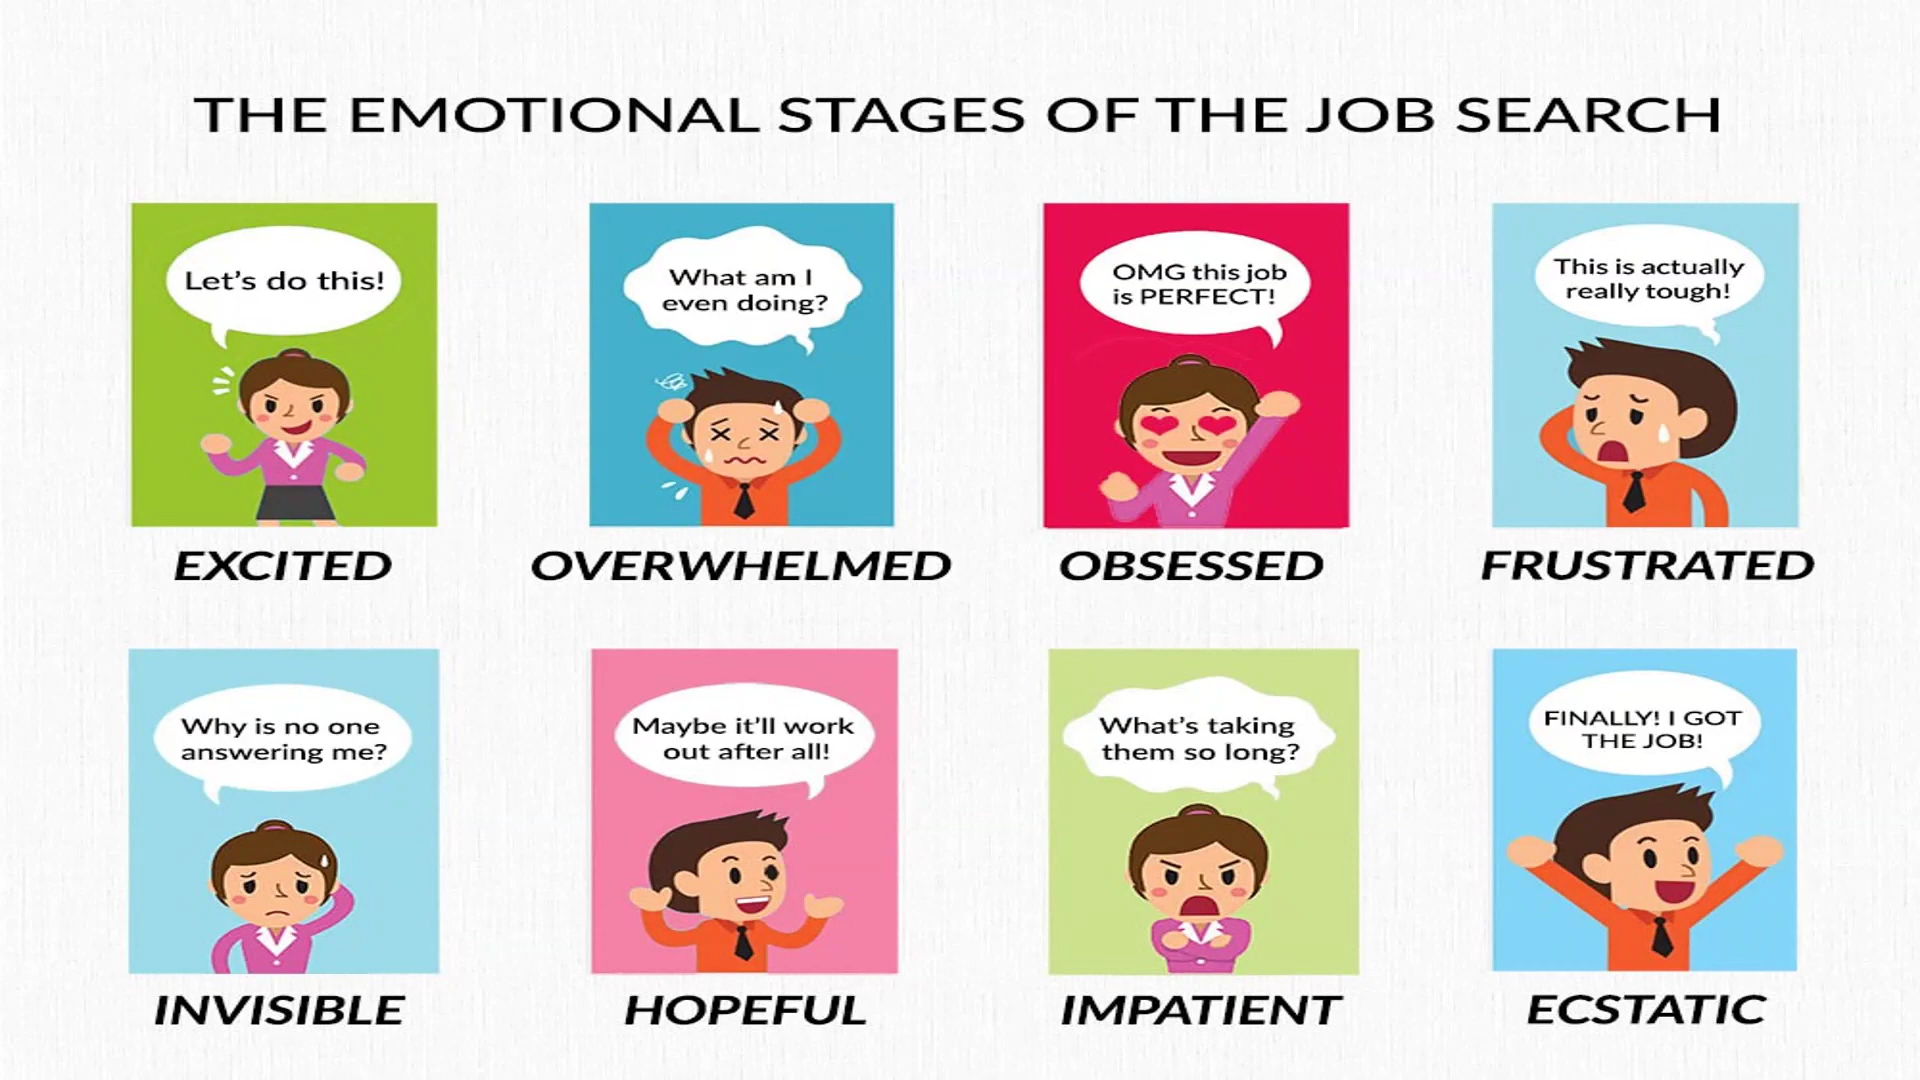 THE EMOTIONAL STAGES OF THE JOB SEARCH
Let's do this!
EXCITED
What am I
even doing?
OVERWHELMED
OMG this job
is PERFECT!
OBSESSED
This is actually
really tough!
FRUSTRATED
Why is no one
answering me?
INVISIBLE
Maybe it'll work
out after all!
HOPEFUL
What's taking
them so long?
IMPATIENT
FINALLY! I GOT
THE JOB!
ECSTATIC